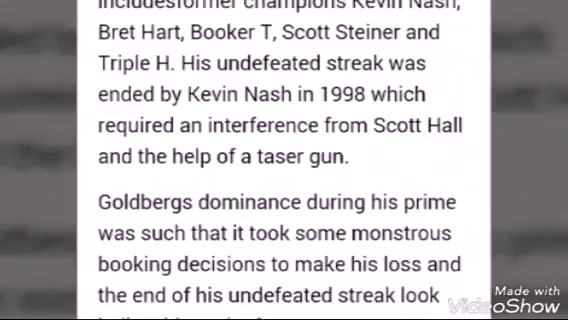 includesformer champions Kevin Nash,
Bret Hart, Booker T, Scott Steiner and
Triple H. His undefeated streak was
ended by Kevin Nash in 1998 which
required an interference from Scott Hall
and the help of a taser gun.
Goldbergs dominance during his prime
was such that it took some monstrous
booking decisions to make his loss and
the end of his undefeated streak look
Made with
VideoShow